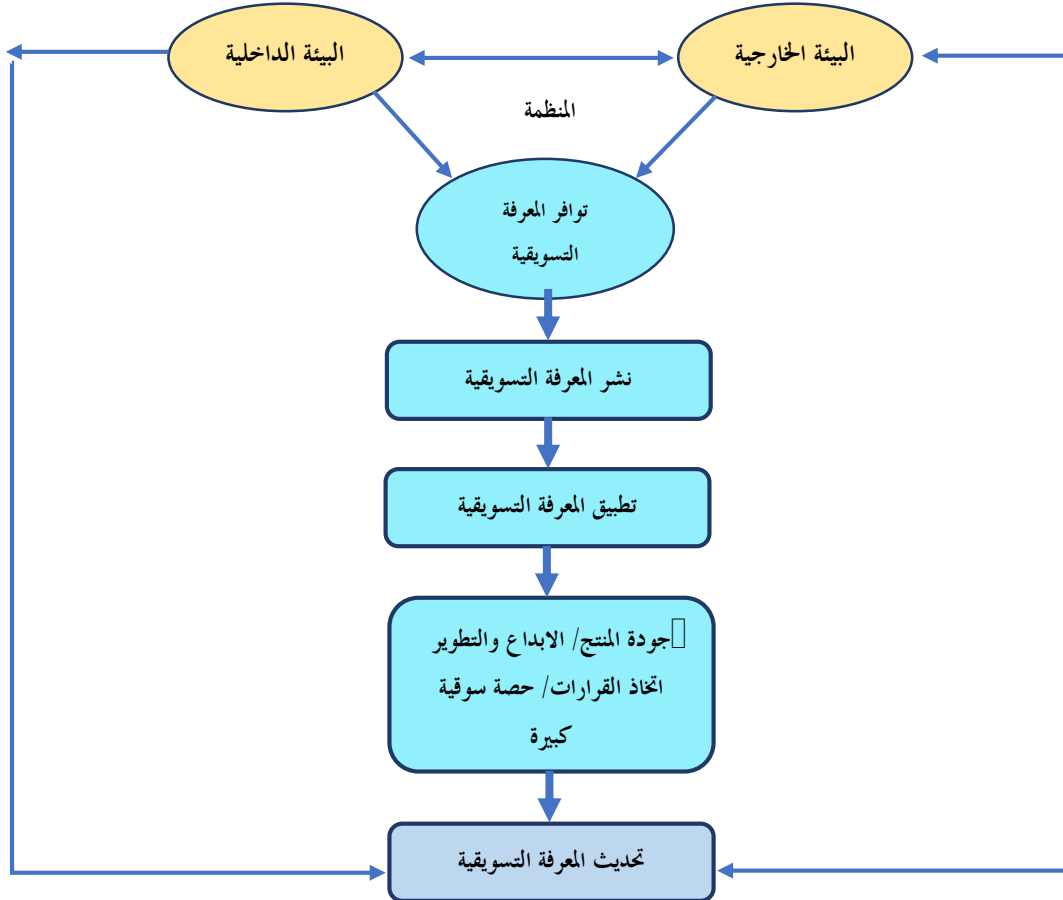 البيئة الخارجية
البيئة الداخلية
المنظمة
توافر المعرفة
التسويقية
نشر المعرفة التسويقية
تطبيق المعرفة التسويقية
جودة المنتج/ الابداع والتطوير
اتخاذ القرارات/ حصة سوقية
كبيرة
تحديث المعرفة التسويقية